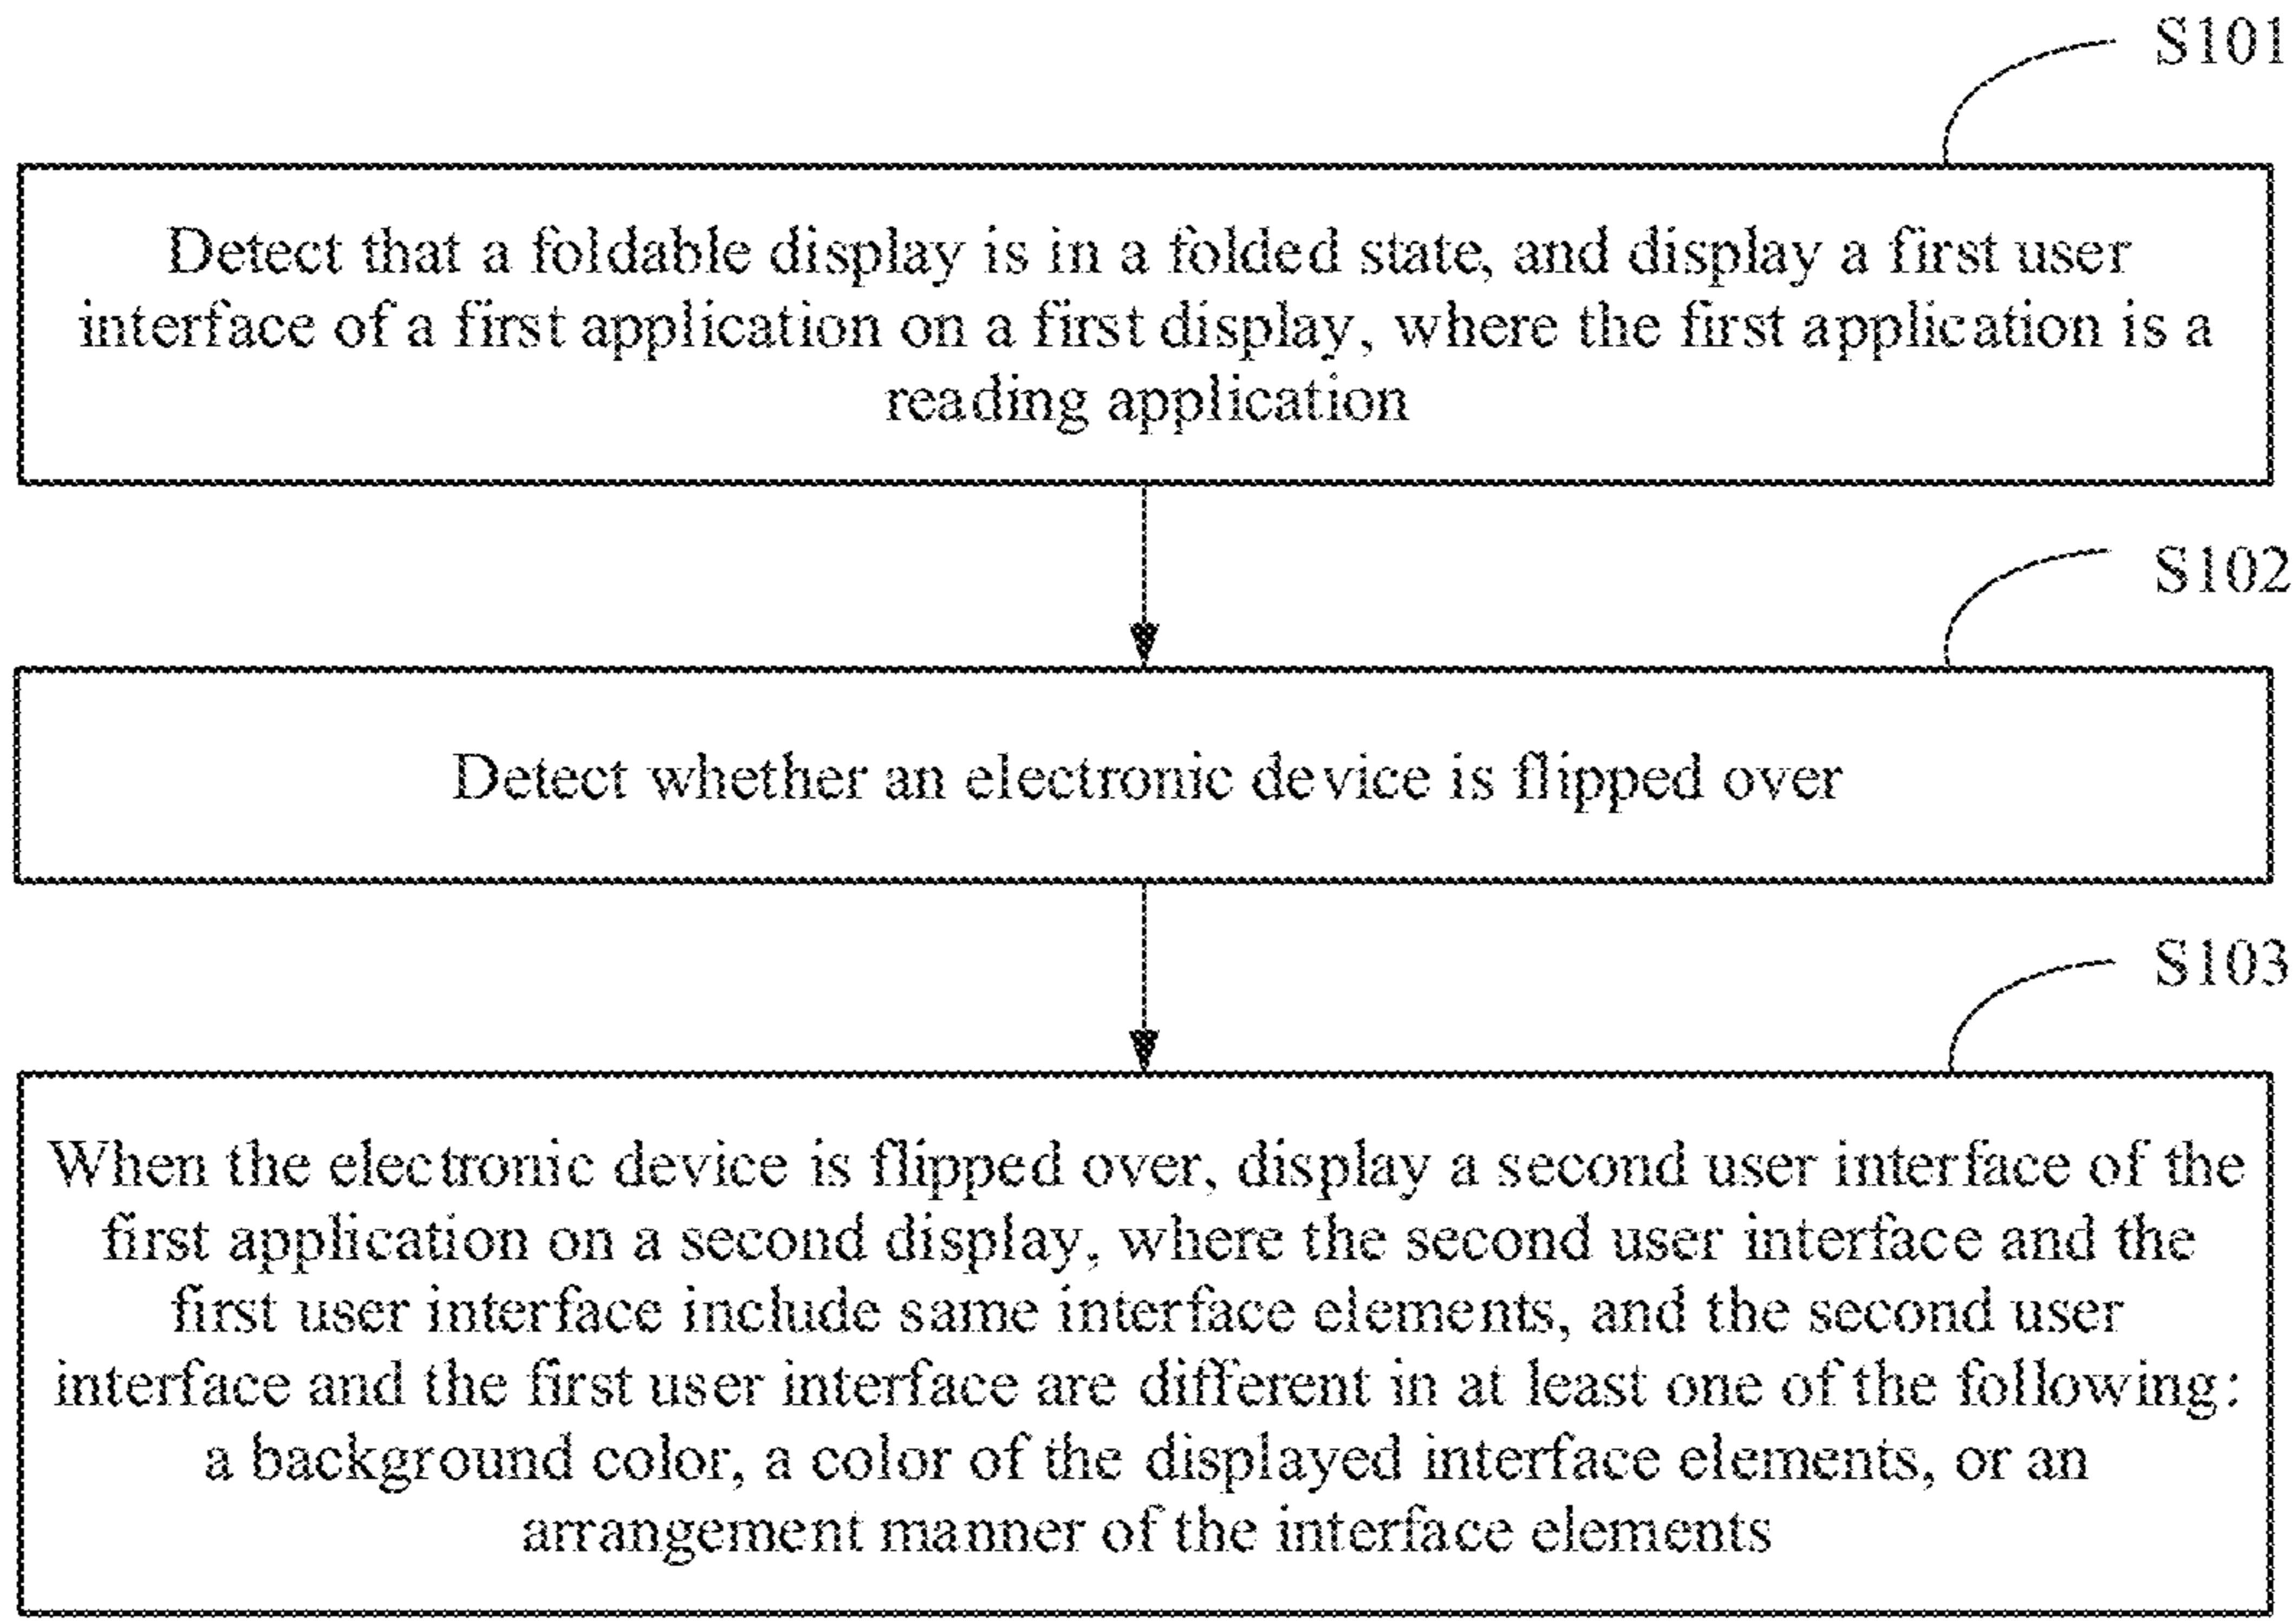 S101
Detect that a foldable display is in a folded state, and display a first user
interface of a first application on a first display, where the first application is a
reading application
S102
Detect whether an electronic device is flipped over
S103
When the electronic device is flipped over, display a second user interface of the
first application on a second display, where the second user interface and the
first user interface include same interface elements, and the second user
interface and the first user interface are different in at least one of the following:
a background color, a color of the displayed interface elements, or an
arrangement manner of the interface elements